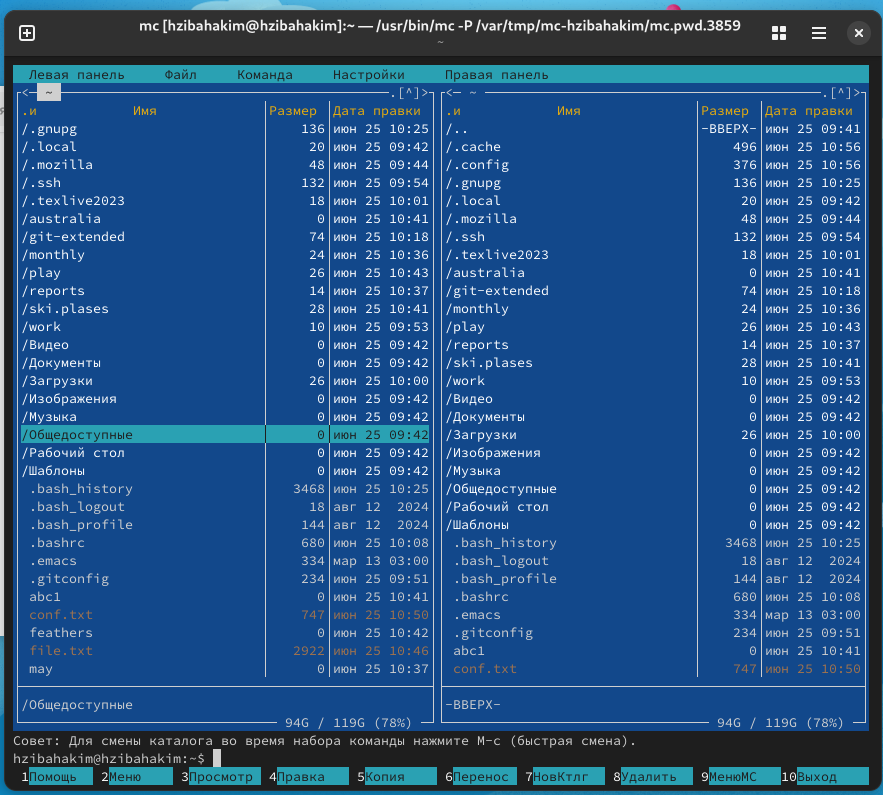 mc [hzibahakim@hzibahakim]:~ — /usr/bin/mc -P /var/tmp/mc-hzibahakim/mc.pwd.3859
~
Левая панель Файл Команда Настройки Правая панель
<─ ~ ─.[^]> <─ ~ ─.[^]>
.и Имя Размер Дата правки .и Имя Размер Дата правки
/.gnupg 136 июн 25 10:25 /.. -ВВЕРХ- июн 25 09:41
/.local 20 июн 25 09:42 /.cache 496 июн 25 10:56
/.mozilla 48 июн 25 09:44 /.config 376 июн 25 10:56
/.ssh 132 июн 25 09:54 /.gnupg 136 июн 25 10:25
/.texlive2023 18 июн 25 10:01 /.local 20 июн 25 09:42
/australia 0 июн 25 10:41 /.mozilla 48 июн 25 09:44
/git-extended 74 июн 25 10:18 /.ssh 132 июн 25 09:54
/monthly 24 июн 25 10:36 /.texlive2023 18 июн 25 10:01
/play 26 июн 25 10:43 /australia 0 июн 25 10:41
/reports 14 июн 25 10:37 /git-extended 74 июн 25 10:18
/ski.plases 28 июн 25 10:41 /monthly 24 июн 25 10:36
/work 10 июн 25 09:53 /play 26 июн 25 10:43
/Видео 0 июн 25 09:42 /reports 14 июн 25 10:37
/Документы 0 июн 25 09:42 /ski.plases 28 июн 25 10:41
/Загрузки 26 июн 25 10:00 /work 10 июн 25 09:53
/Изображения 0 июн 25 09:42 /Видео 0 июн 25 09:42
/Музыка 0 июн 25 09:42 /Документы 0 июн 25 09:42
/Общедоступные 0 июн 25 09:42 /Загрузки 26 июн 25 10:00
/Рабочий стол 0 июн 25 09:42 /Изображения 0 июн 25 09:42
/Шаблоны 0 июн 25 09:42 /Музыка 0 июн 25 09:42
.bash_history 3468 июн 25 10:25 /Общедоступные 0 июн 25 09:42
.bash_logout 18 авг 12 2024 /Рабочий стол 0 июн 25 09:42
.bash_profile 144 авг 12 2024 /Шаблоны 0 июн 25 09:42
.bashrc 680 июн 25 10:08 .bash_history 3468 июн 25 10:25
.emacs 334 мар 13 03:00 .bash_logout 18 авг 12 2024
.gitconfig 234 июн 25 09:51 .bash_profile 144 авг 12 2024
abc1 0 июн 25 10:41 .bashrc 680 июн 25 10:08
conf.txt 747 июн 25 10:50 .emacs 334 мар 13 03:00
feathers 0 июн 25 10:42 .gitconfig 234 июн 25 09:51
file.txt 2922 июн 25 10:46 abc1 0 июн 25 10:41
may 0 июн 25 10:37 conf.txt 747 июн 25 10:50
/Общедоступные -ВВЕРХ-
94G / 119G (78%) 94G / 119G (78%)
Совет: Для смены каталога во время набора команды нажмите M-c (быстрая смена).
hzibahakim@hzibahakim:~$
1Помощь 2Меню 3Просмотр 4Правка 5Копия 6Перенос 7НовКтлг 8Удалить 9МенюМС 10Выход